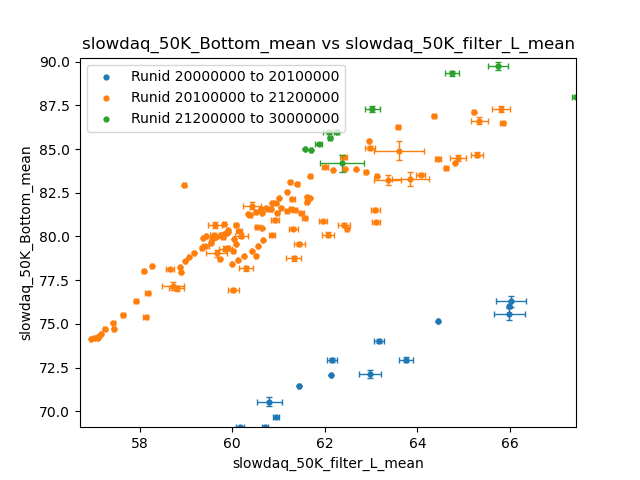 slowdaq_50K_Bottom_mean vs slowdaq_50K_filter_L_mean
Runid 20000000 to 20100000
Runid 20100000 to 21200000
Runid 21200000 to 30000000
slowdaq_50K_Bottom_mean
90.0
87.5
85.0
82.5
80.0
77.5
75.0
72.5
70.0
58 60 62 64 66
slowdaq_50K_filter_L_mean